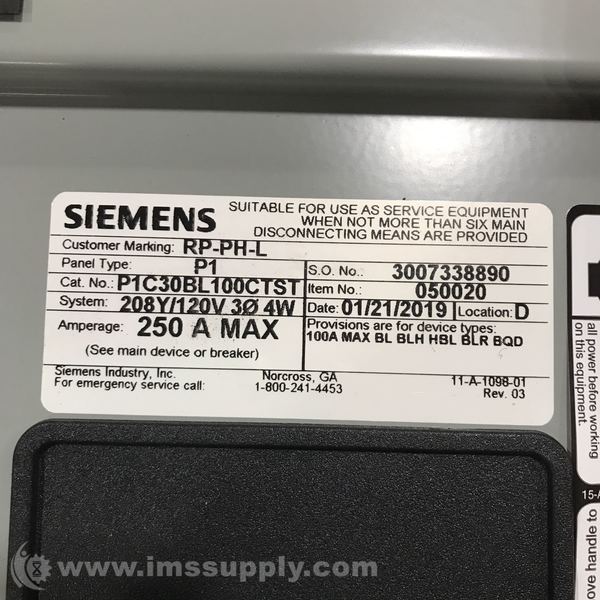 SIEMENS
SUITABLE FOR USE AS SERVICE EQUIPMENT
WHEN NOT MORE THAN SIX MAIN
DISCONNECTING MEANS ARE PROVIDED
Customer Marking: RP-PH-L
Panel Type: P1
S.O. No.: 3007338890
Cat. No.: P1C30BL100CTST
Item No.: 050020
System: 208Y/120V 3Ø 4W
Date: 01/21/2019 Location: D
Amperage: 250 A MAX
(See main device or breaker)
Provisions are for device types:
100A MAX BL BLH HBL BLR BQD
Siemens Industry, Inc. Norcross, GA 11-A-1098-01
For emergency service call: 1-800-241-4453 Rev. 03
all power before working
on this equipment.
15-A
ove handle to
www.imssupply.com